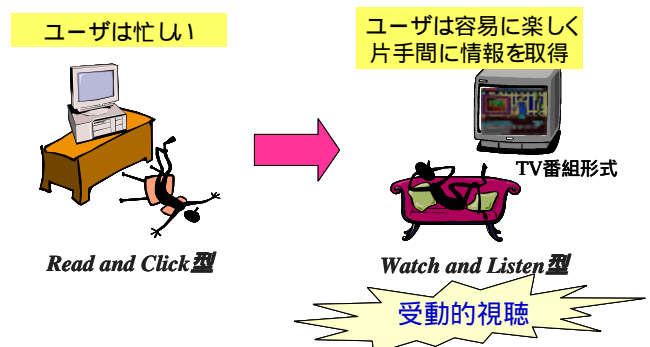 ユーザは忙しい
ユーザは容易に楽しく
片手間に情報を取得
TV番組形式
Read and Click型
Watch and Listen型
受動的視聴